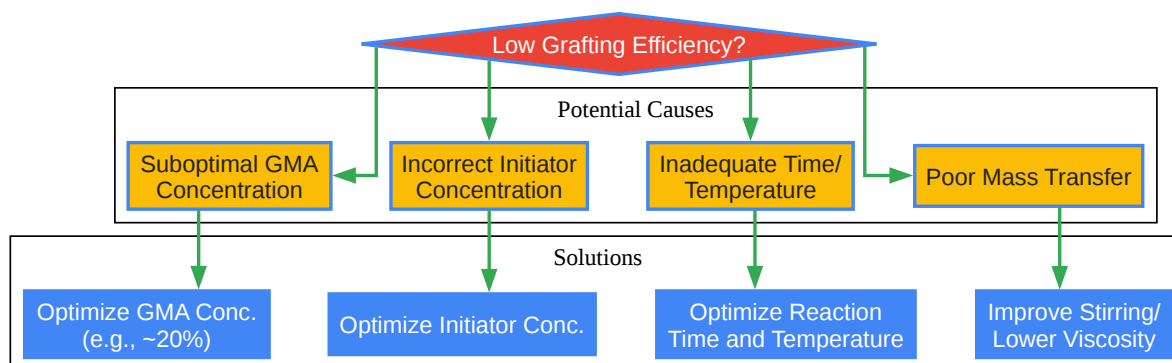 Low Grafting Efficiency?
Potential Causes
Suboptimal GMA
Concentration
Incorrect Initiator
Concentration
Inadequate Time/
Temperature
Poor Mass Transfer
Solutions
Optimize GMA Conc.
(e.g., ~20%)
Optimize Initiator Conc.
Optimize Reaction
Time and Temperature
Improve Stirring/
Lower Viscosity